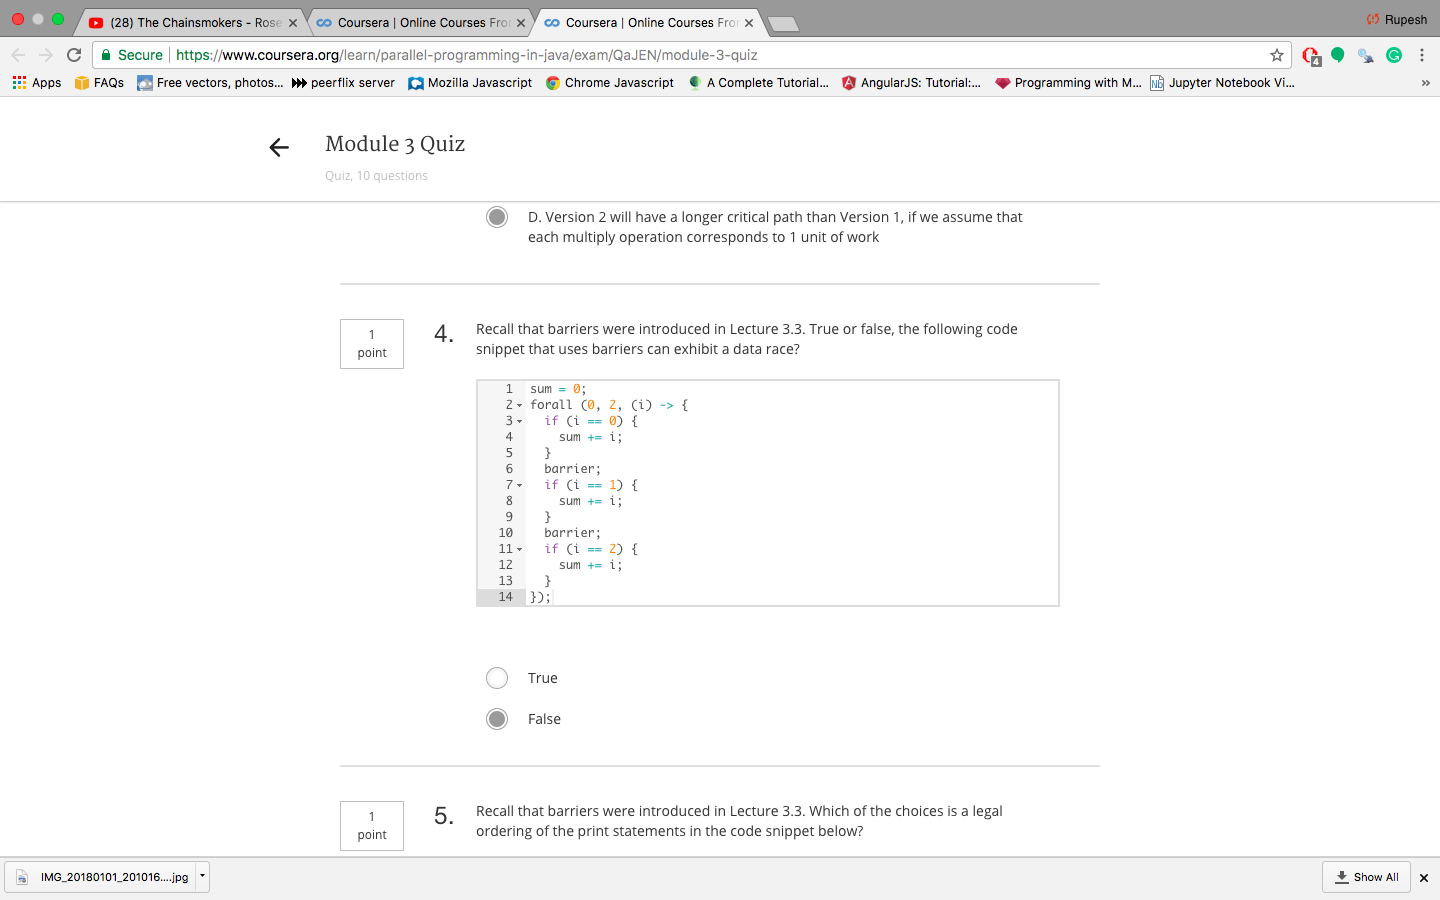 (28) The Chainsmokers - Rose
Coursera | Online Courses From
Coursera | Online Courses From
Rupesh
Secure
https://www.coursera.org/learn/parallel-programming-in-java/exam/QaJEN/module-3-quiz
4
G
Apps
FAQs
Free vectors, photos...
peerflix server
Mozilla Javascript
Chrome Javascript
A Complete Tutorial...
AngularJS: Tutorial:...
Programming with M...
Nb
Jupyter Notebook Vi...
»
Module 3 Quiz
Quiz, 10 questions
D. Version 2 will have a longer critical path than Version 1, if we assume that
each multiply operation corresponds to 1 unit of work
1
point
4.
Recall that barriers were introduced in Lecture 3.3. True or false, the following code
snippet that uses barriers can exhibit a data race?
1 sum = 0;
2 forall (0, 2, (i) -> {
3 if (i == 0) {
4 sum += i;
5 }
6 barrier;
7 if (i == 1) {
8 sum += i;
9 }
10 barrier;
11 if (i == 2) {
12 sum += i;
13 }
14 });
True
False
1
point
5.
Recall that barriers were introduced in Lecture 3.3. Which of the choices is a legal
ordering of the print statements in the code snippet below?
IMG_20180101_201016....jpg
Show All